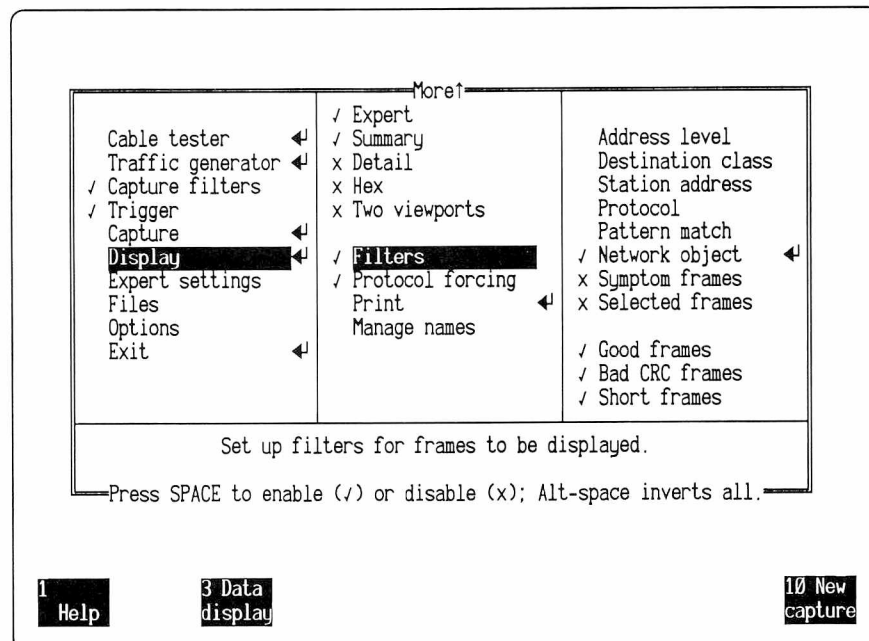 More↑
Cable tester ◄┘
Traffic generator ◄┘
√ Capture filters
√ Trigger
Capture ◄┘
Display ◄┘
Expert settings
Files
Options
Exit ◄┘
√ Expert
√ Summary
x Detail
x Hex
x Two viewports
√ Filters
√ Protocol forcing
Print ◄┘
Manage names
Address level
Destination class
Station address
Protocol
Pattern match
√ Network object ◄┘
x Symptom frames
x Selected frames
√ Good frames
√ Bad CRC frames
√ Short frames
Set up filters for frames to be displayed.
Press SPACE to enable (√) or disable (x); Alt-space inverts all.
1
Help
3 Data
display
10 New
capture